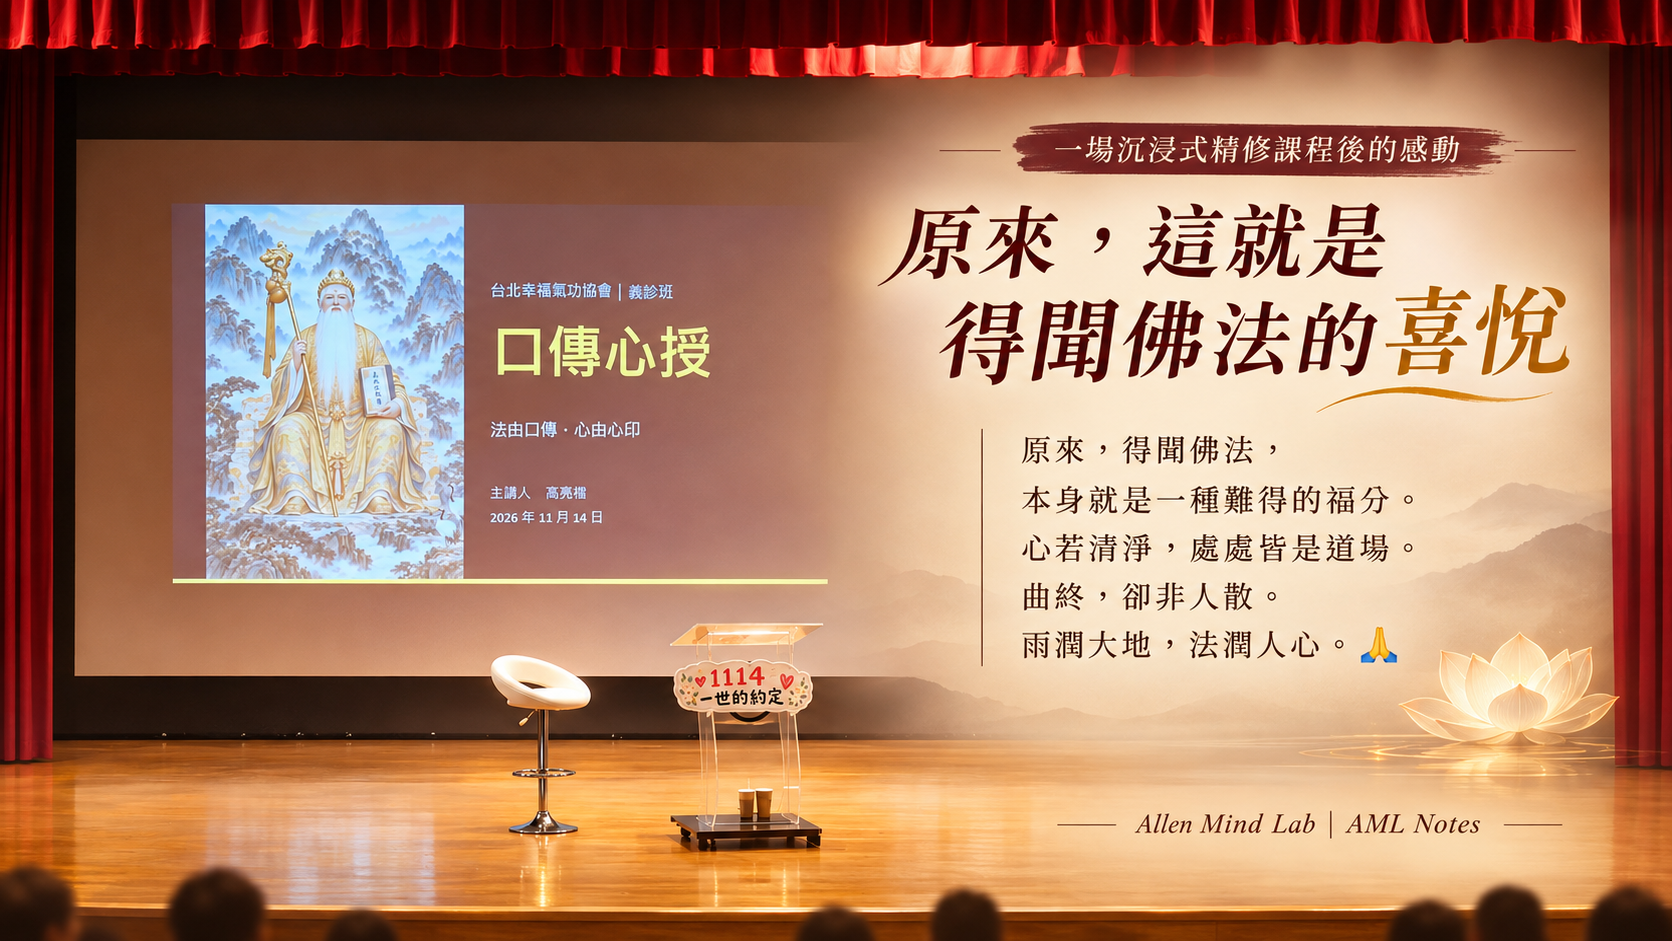 台北幸福氣功協會 | 義診班
口傳心授
法由口傳・心由心印
主講人 高亮槢
2026 年 11 月 14 日
1114
一世的約定
一場沉浸式精修課程後的感動
原來，這就是
得聞佛法的喜悅
原來，得聞佛法，
本身就是一種難得的福分。
心若清淨，處處皆是道場。
曲終，卻非人散。
雨潤大地，法潤人心。🙏
Allen Mind Lab | AML Notes